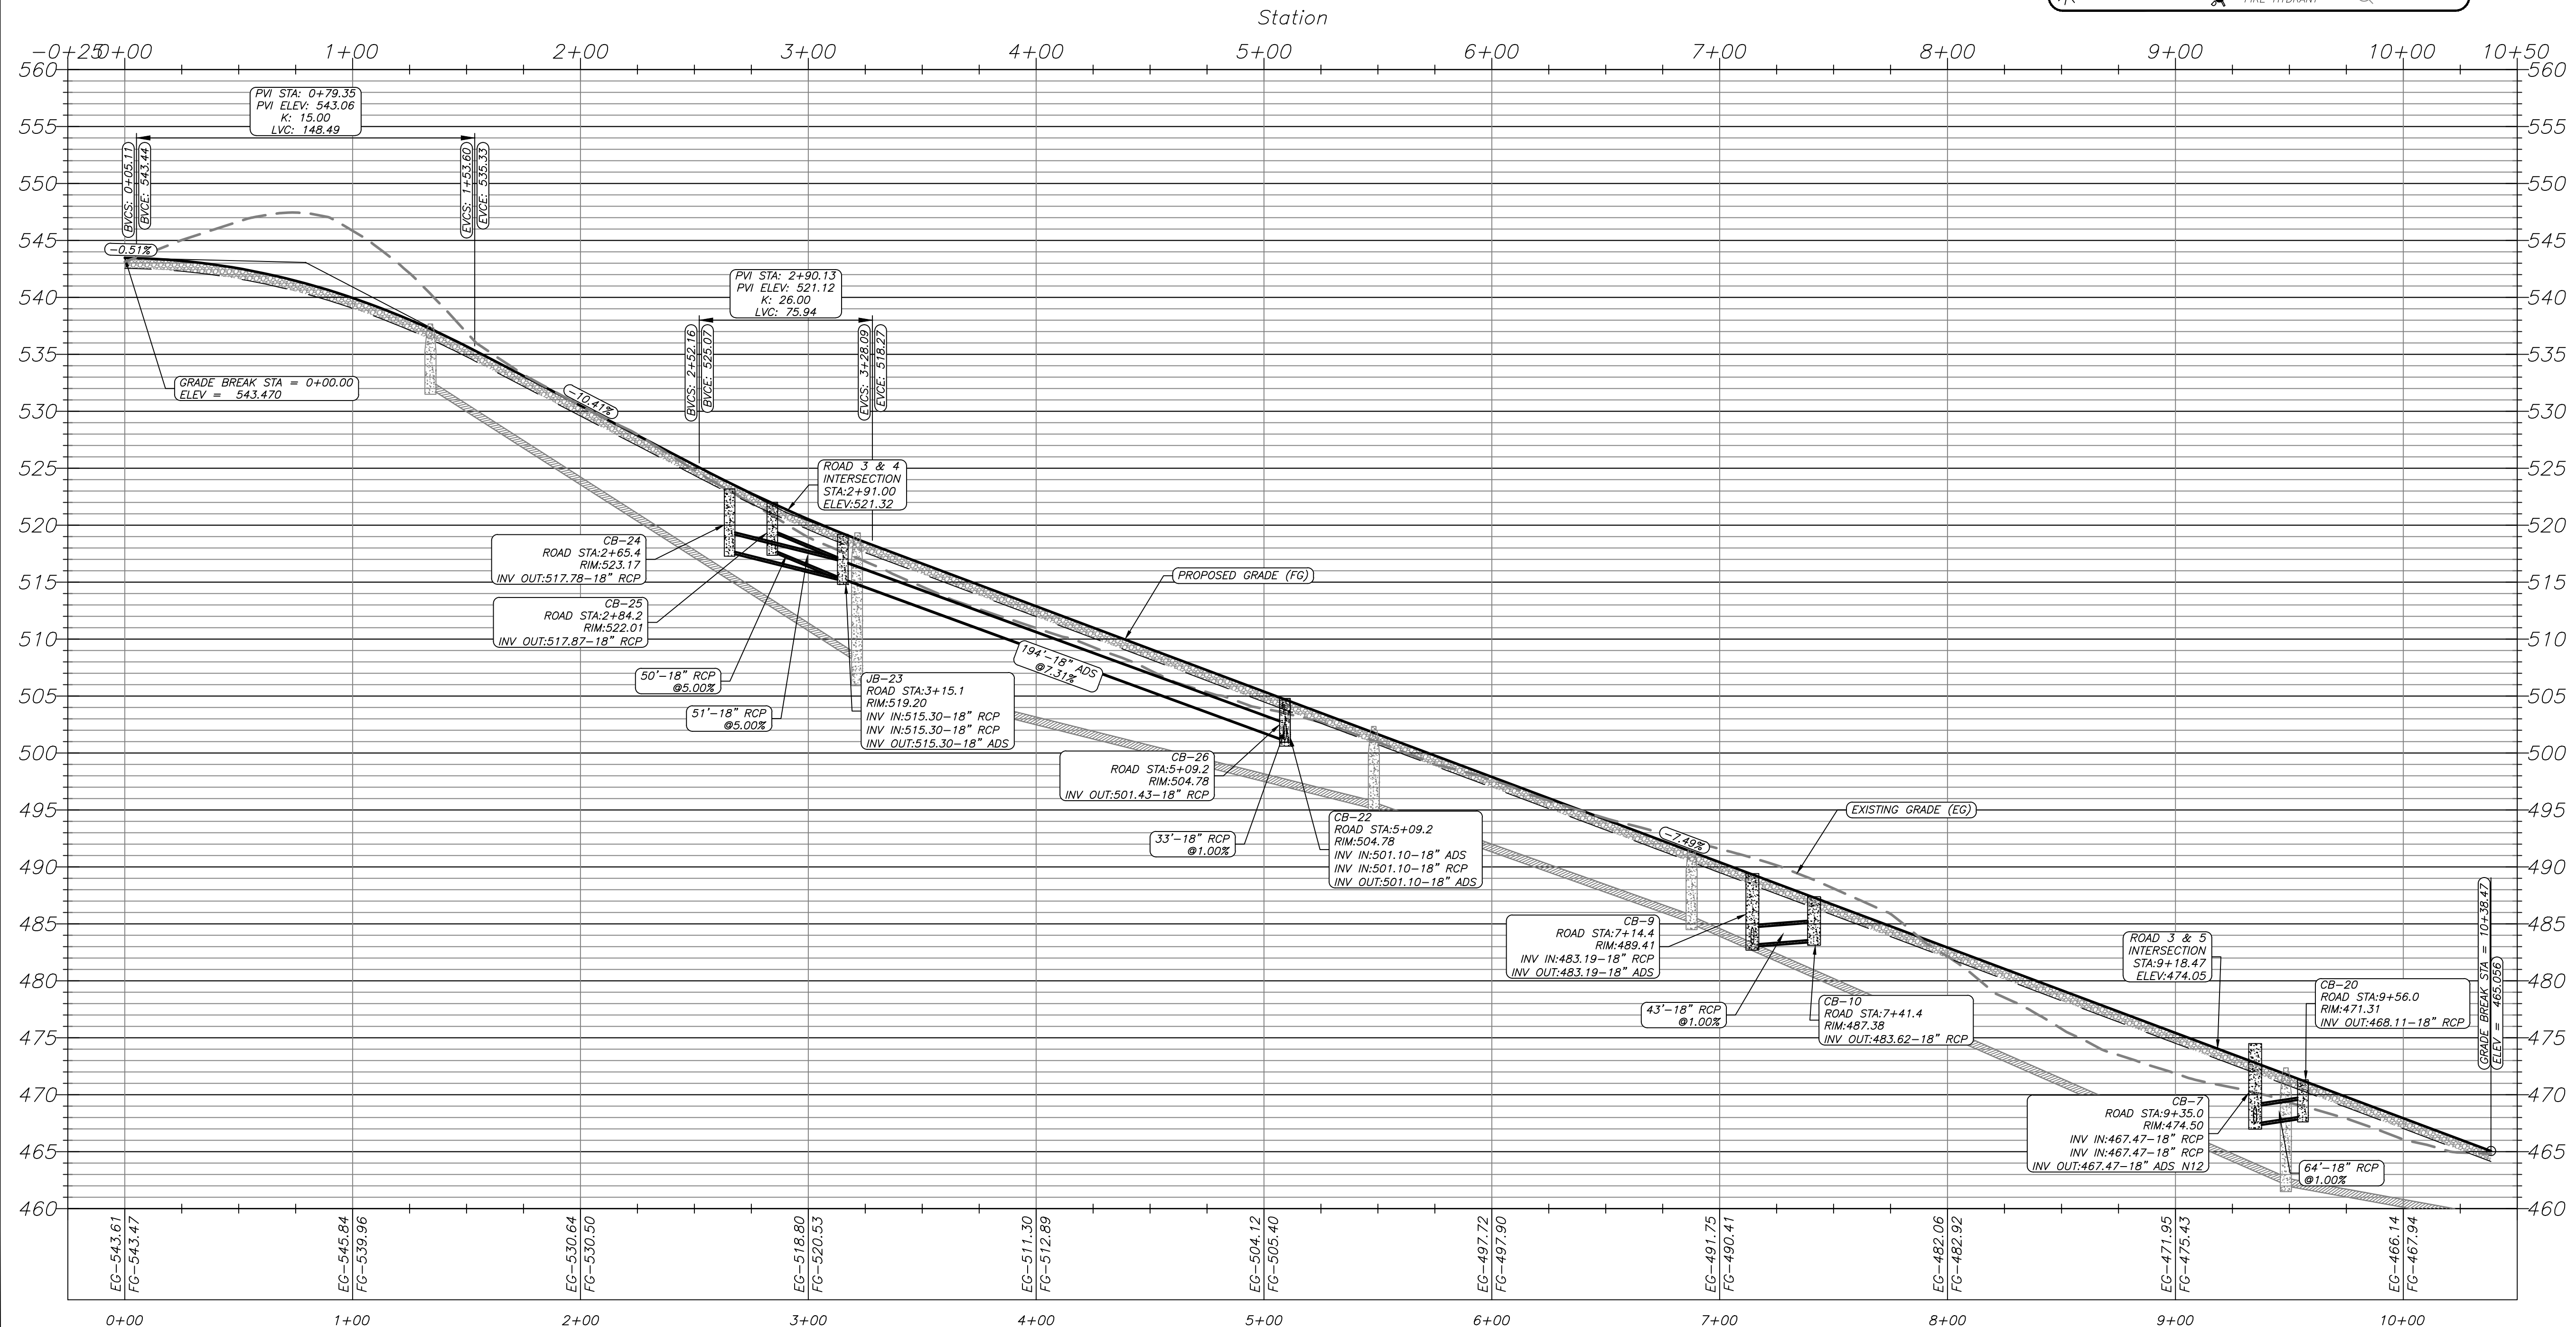 FIRE HYDRANT
Station
-0+25 0+00 1+00 2+00 3+00 4+00 5+00 6+00 7+00 8+00 9+00 10+00 10+50
560 560
555 555
550 550
545 545
540 540
535 535
530 530
525 525
520 520
515 515
510 510
505 505
500 500
495 495
490 490
485 485
480 480
475 475
470 470
465 465
460 460
PVI STA: 0+79.35
PVI ELEV: 543.06
K: 15.00
LVC: 148.49
BVCS: 0+05.11
BVCE: 543.44
EVCS: 1+53.60
EVCE: 535.33
-0.51%
GRADE BREAK STA = 0+00.00
ELEV = 543.470
-10.41%
PVI STA: 2+90.13
PVI ELEV: 521.12
K: 26.00
LVC: 75.94
BVCS: 2+52.16
BVCE: 525.07
EVCS: 3+28.09
EVCE: 518.27
ROAD 3 & 4
INTERSECTION
STA:2+91.00
ELEV:521.32
CB-24
ROAD STA:2+65.4
RIM:523.17
INV OUT:517.78-18" RCP
CB-25
ROAD STA:2+84.2
RIM:522.01
INV OUT:517.87-18" RCP
50'-18" RCP
@5.00%
51'-18" RCP
@5.00%
JB-23
ROAD STA:3+15.1
RIM:519.20
INV IN:515.30-18" RCP
INV IN:515.30-18" RCP
INV OUT:515.30-18" ADS
194'-18" ADS
@7.31%
PROPOSED GRADE (FG)
CB-26
ROAD STA:5+09.2
RIM:504.78
INV OUT:501.43-18" RCP
33'-18" RCP
@1.00%
CB-22
ROAD STA:5+09.2
RIM:504.78
INV IN:501.10-18" ADS
INV IN:501.10-18" RCP
INV OUT:501.10-18" ADS
-7.49%
EXISTING GRADE (EG)
CB-9
ROAD STA:7+14.4
RIM:489.41
INV IN:483.19-18" RCP
INV OUT:483.19-18" ADS
43'-18" RCP
@1.00%
CB-10
ROAD STA:7+41.4
RIM:487.38
INV OUT:483.62-18" RCP
ROAD 3 & 5
INTERSECTION
STA:9+18.47
ELEV:474.05
CB-20
ROAD STA:9+56.0
RIM:471.31
INV OUT:468.11-18" RCP
GRADE BREAK STA = 10+38.47
ELEV = 465.056
CB-7
ROAD STA:9+35.0
RIM:474.50
INV IN:467.47-18" RCP
INV IN:467.47-18" RCP
INV OUT:467.47-18" ADS N12
64'-18" RCP
@1.00%
EG-543.61
FG-543.47
EG-545.84
FG-539.96
EG-530.64
FG-530.50
EG-518.80
FG-520.53
EG-511.30
FG-512.89
EG-504.12
FG-505.40
EG-497.72
FG-497.90
EG-491.75
FG-490.41
EG-482.06
FG-482.92
EG-471.95
FG-475.43
EG-466.14
FG-467.94
0+00 1+00 2+00 3+00 4+00 5+00 6+00 7+00 8+00 9+00 10+00